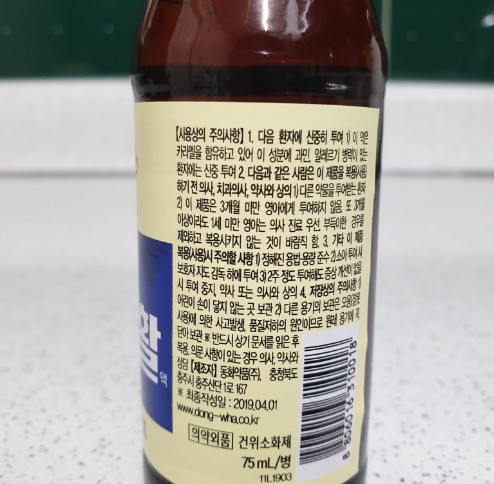 [사용상의 주의사항] 1. 다음 환자에 신중히 투여 1) 이 약은
카라멜을 함유하고 있어 이 성분에 과민, 알레르기 병력이 있는
환자에는 신중 투여 2. 다음과 같은 사람은 이 제품을 복용(사용)
하기 전 의사, 치과의사, 약사와 상의 1) 다른 약물을 투여받는 환자
2) 이 제품은 3개월 미만 영아에게 투여하지 않음. 또 3개월
이상이라도 1세 미만 영아는 의사 진료 우선 부득이한 경우를
제외하고 복용시키지 않는 것이 바람직 함. 3. 기타 이 제품
복용(사용)시 주의할 사항 1) 정해진 용법·용량 준수 2) 소아 투여 시
보호자 지도 감독 하에 투여 3) 2주 정도 투여해도 증상 개선이 없을
시 투여 중지, 약사 또는 의사와 상의 4. 저장상의 주의사항 1)
어린이 손이 닿지 않는 곳 보관 2) 다른 용기의 보관은 오용(잘못
사용)에 의한 사고발생, 품질저하의 원인이므로 원래 용기에 꼭
닫아 보관 ※ 반드시 상기 문서를 읽은 후
복용. 의문 사항이 있는 경우 의사, 약사와
상담 [제조자] 동화약품(주), 충청북도
충주시 충주산단 1로 167
※ 최종작성일 : 2019.04.01
www.dong-wha.co.kr
활
액
의약외품 건위소화제
75 mL/병
11L1903
8 806016 310018